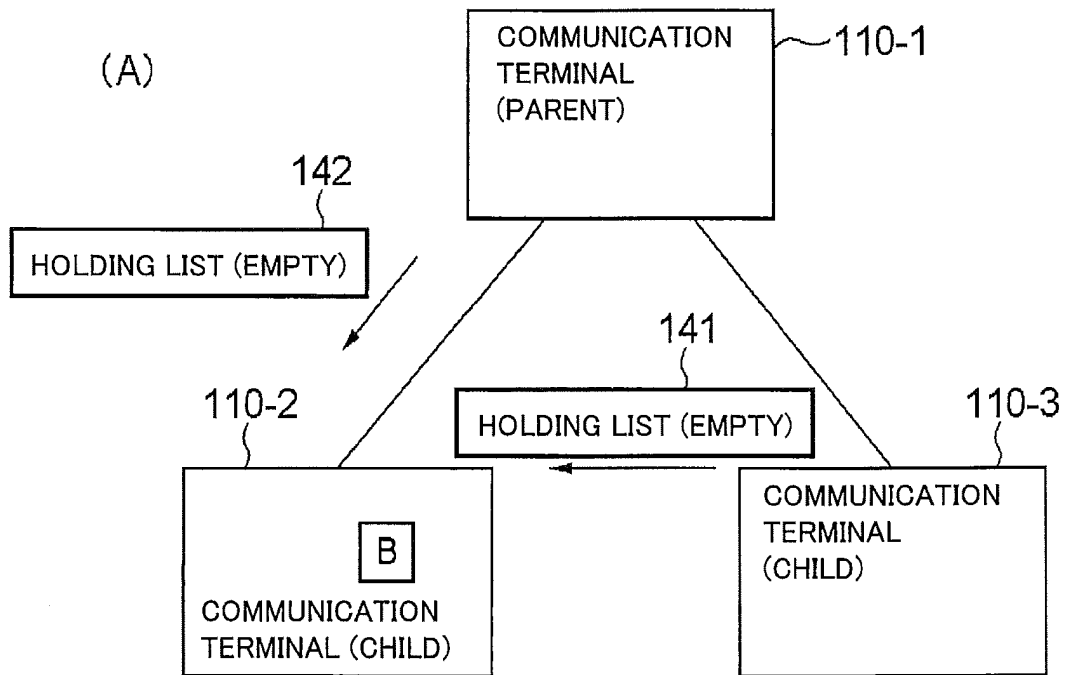 (A)
COMMUNICATION
TERMINAL
(PARENT)
110-1
142
HOLDING LIST (EMPTY)
141
HOLDING LIST (EMPTY)
110-2
110-3
B
COMMUNICATION
TERMINAL (CHILD)
COMMUNICATION
TERMINAL
(CHILD)